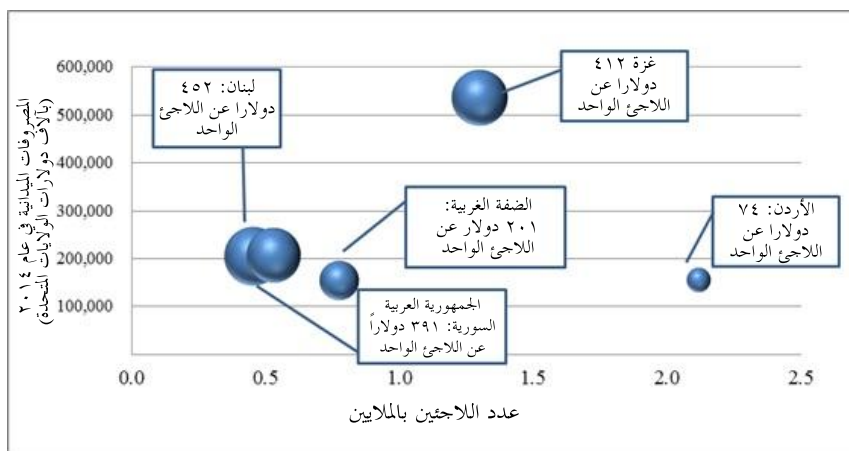 المصروفات الميدانية في عام ٢٠١٤
(بآلاف دولارات الولايات المتحدة)
600,000
500,000
400,000
300,000
200,000
100,000
لبنان: ٤٥٢
دولارا عن اللاجئ
الواحد
غزة ٤١٢
دولارا عن
اللاجئ الواحد
الضفة الغربية:
٢٠١ دولار عن
اللاجئ الواحد
الأردن: ٧٤
دولارا عن
اللاجئ الواحد
الجمهورية العربية
السورية: ٣٩١ دولاراً
عن اللاجئ الواحد
0.0 0.5 1.0 1.5 2.0 2.5
عدد اللاجئين بالملايين